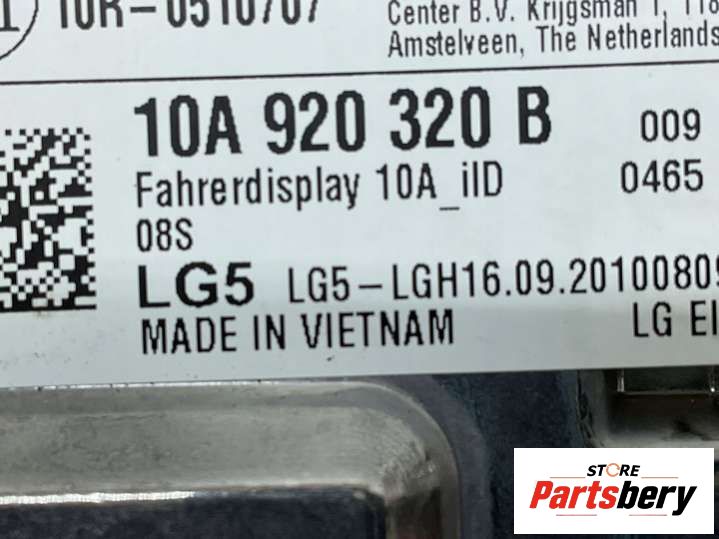 10R-0510707
Center B.V. Krijgsman 1, 118
Amstelveen, The Netherlands
10A 920 320 B
009
Fahrerdisplay 10A_iID
0465
08S
LG5 LG5-LGH16.09.2010080
MADE IN VIETNAM
LG El
STORE
Partsbery